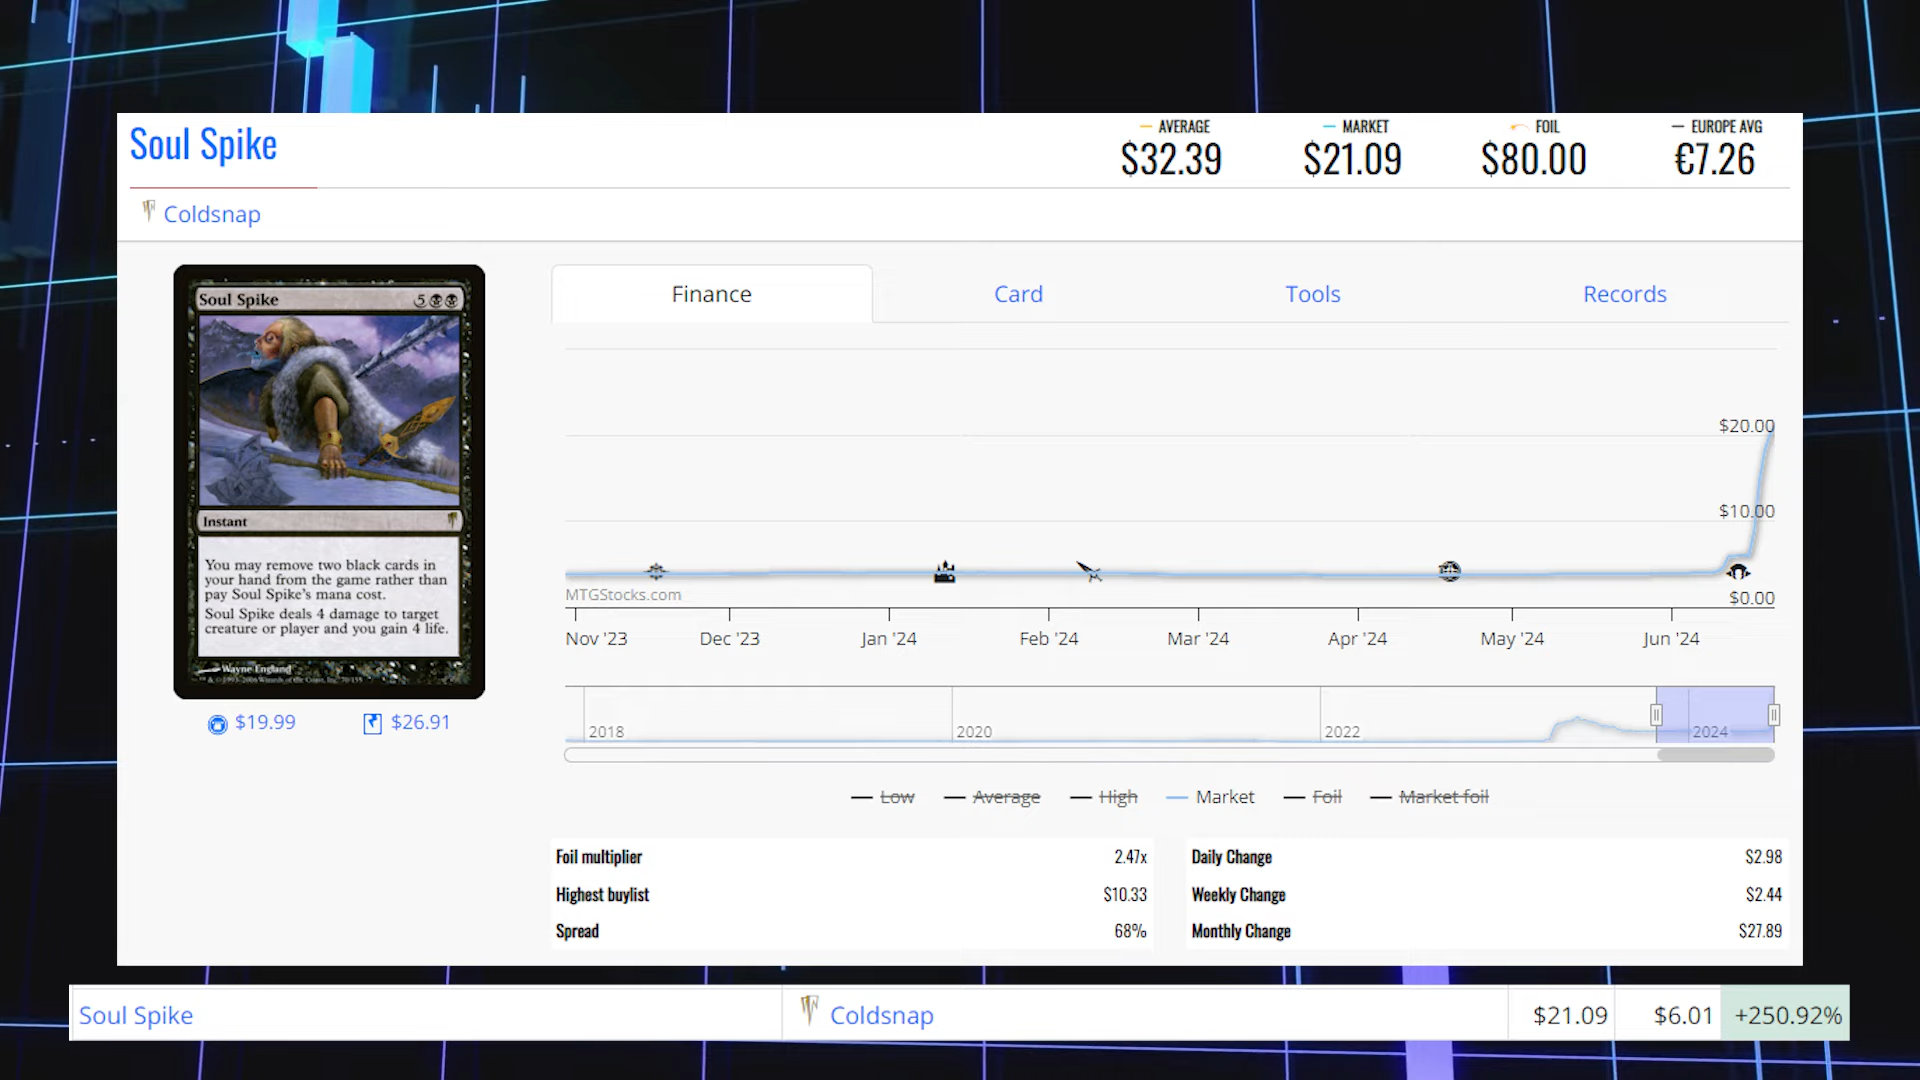 Soul Spike
AVERAGE
$32.39
MARKET
$21.09
FOIL
$80.00
EUROPE AVG
€7.26
Coldsnap
Soul Spike 5
Instant
You may remove two black cards in
your hand from the game rather than
pay Soul Spike's mana cost.
Soul Spike deals 4 damage to target
creature or player and you gain 4 life.
Wayne England
$19.99
$26.91
Finance
Card
Tools
Records
$20.00
$10.00
$0.00
MTGStocks.com
Nov '23
Dec '23
Jan '24
Feb '24
Mar '24
Apr '24
May '24
Jun '24
2018
2020
2022
2024
Low
Average
High
Market
Foil
Market foil
Foil multiplier 2.47x
Highest buylist $10.33
Spread 68%
Daily Change $2.98
Weekly Change $2.44
Monthly Change $27.89
Soul Spike Coldsnap $21.09 $6.01 +250.92%